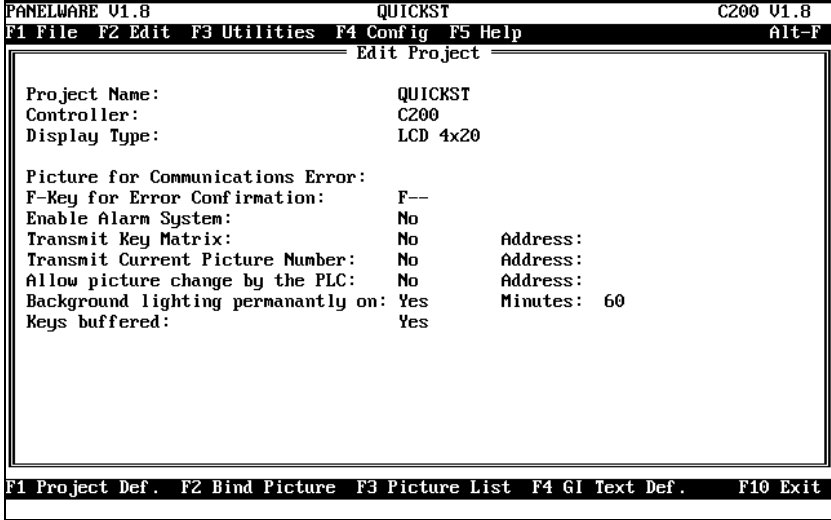 PANELWARE V1.8 QUICKST C200 V1.8
F1 File F2 Edit F3 Utilities F4 Config F5 Help Alt-F
Edit Project
Project Name: QUICKST
Controller: C200
Display Type: LCD 4x20
Picture for Communications Error:
F-Key for Error Confirmation: F--
Enable Alarm System: No
Transmit Key Matrix: No Address:
Transmit Current Picture Number: No Address:
Allow picture change by the PLC: No Address:
Background lighting permanantly on: Yes Minutes: 60
Keys buffered: Yes
F1 Project Def. F2 Bind Picture F3 Picture List F4 GI Text Def. F10 Exit